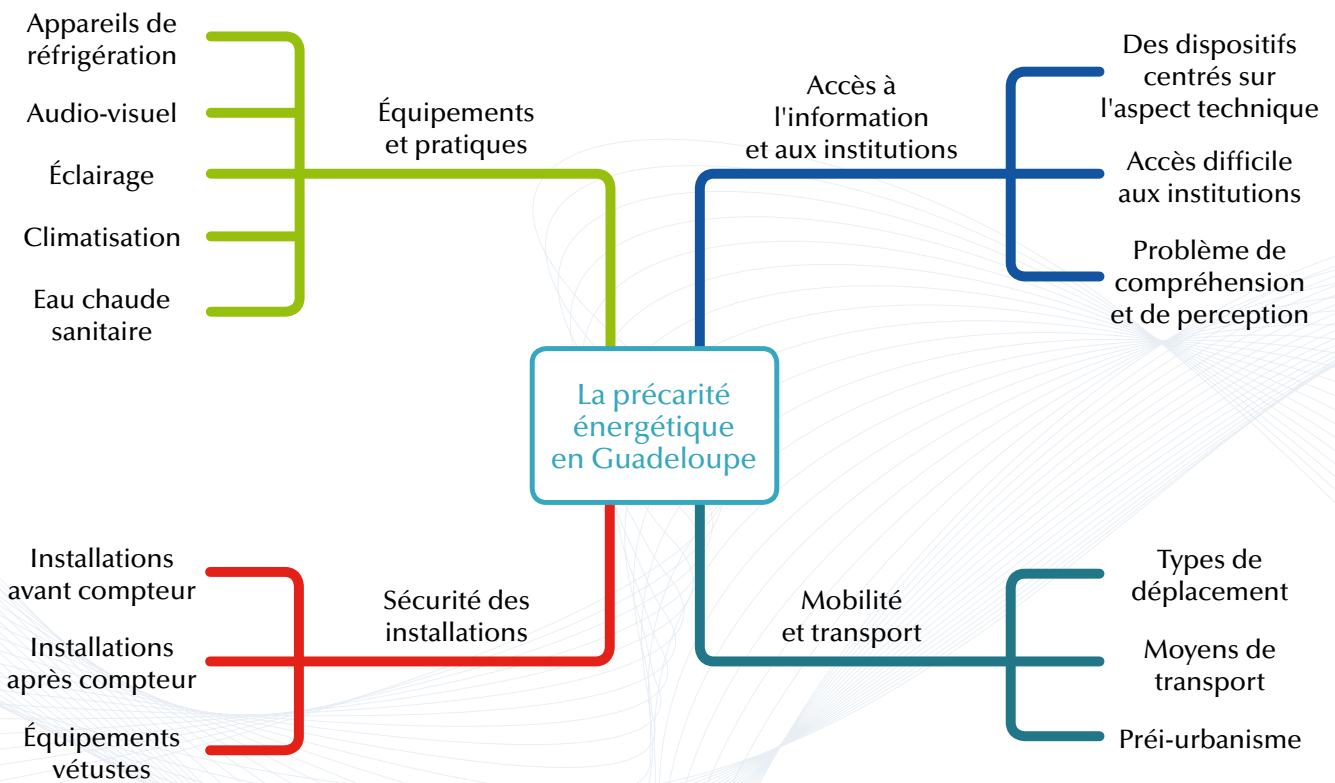 Appareils de
réfrigération
Audio-visuel
Éclairage
Climatisation
Eau chaude
sanitaire
Équipements
et pratiques
Accès à
l'information
et aux institutions
Des dispositifs
centrés sur
l'aspect technique
Accès difficile
aux institutions
Problème de
compréhension
et de perception
La précarité
énergétique
en Guadeloupe
Installations
avant compteur
Installations
après compteur
Équipements
vétustes
Sécurité des
installations
Mobilité
et transport
Types de
déplacement
Moyens de
transport
Préi-urbanisme